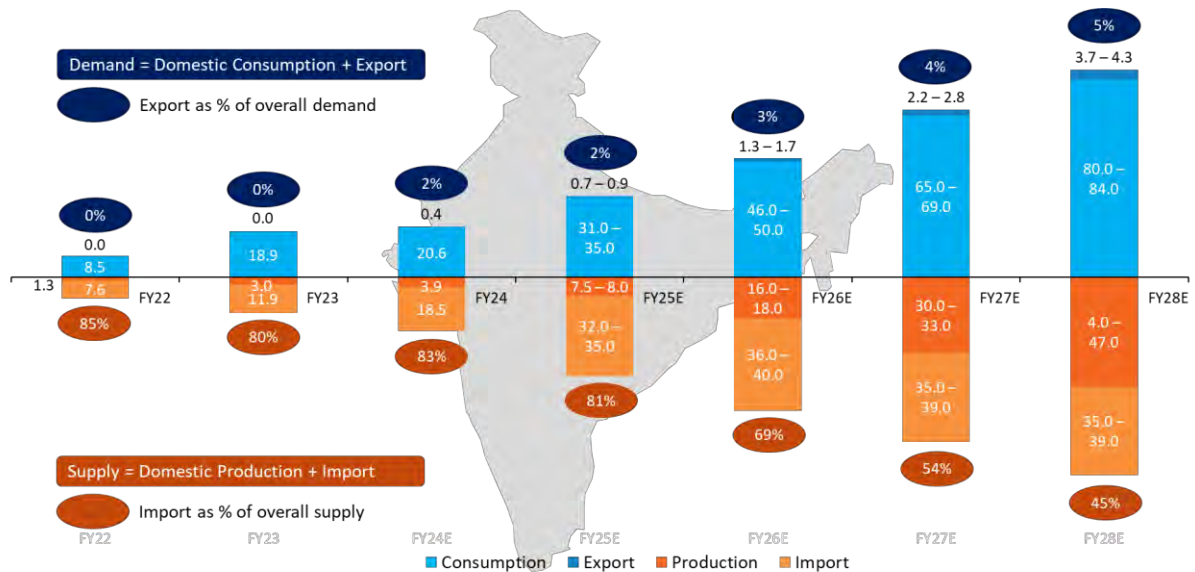 Demand = Domestic Consumption + Export
Export as % of overall demand
0%
0.0
8.5
1.3
7.6
85%
FY22
0%
0.0
18.9
3.0
11.9
80%
FY23
2%
0.4
20.6
3.9
18.5
83%
FY24
2%
0.7 – 0.9
31.0 –
35.0
7.5 – 8.0
32.0 –
35.0
81%
FY25E
3%
1.3 – 1.7
46.0 –
50.0
16.0 –
18.0
36.0 –
40.0
69%
FY26E
4%
2.2 – 2.8
65.0 –
69.0
30.0 –
33.0
35.0 –
39.0
54%
FY27E
5%
3.7 – 4.3
80.0 –
84.0
4.0 –
47.0
35.0 –
39.0
45%
FY28E
Supply = Domestic Production + Import
Import as % of overall supply
FY22
FY23
FY24E
FY25E
FY26E
FY27E
FY28E
Consumption
Export
Production
Import